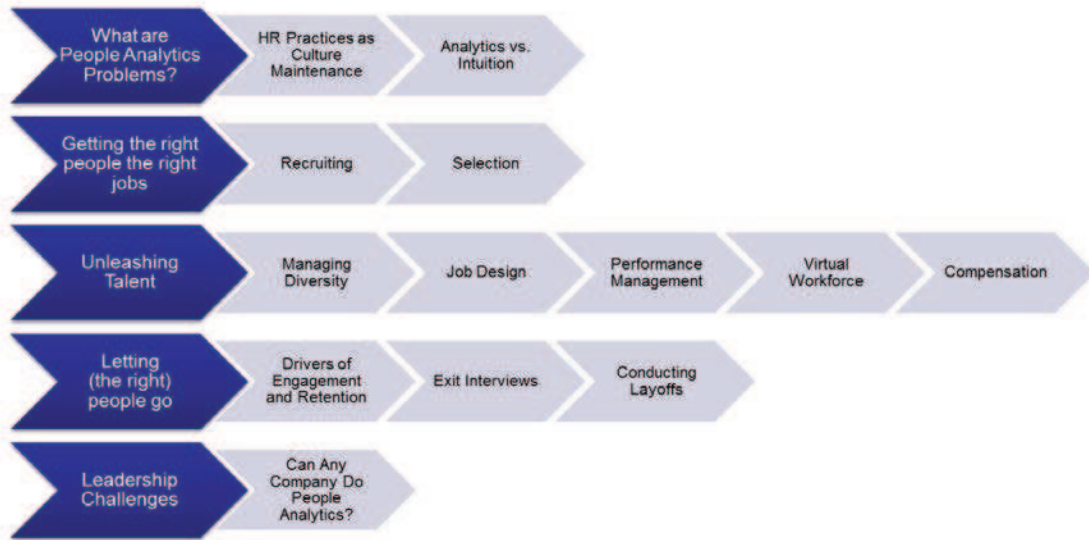 What are
People Analytics
Problems?
HR Practices as
Culture
Maintenance
Analytics vs.
Intuition
Getting the right
people the right
jobs
Recruiting
Selection
Unleashing
Talent
Managing
Diversity
Job Design
Performance
Management
Virtual
Workforce
Compensation
Letting
(the right)
people go
Drivers of
Engagement
and Retention
Exit Interviews
Conducting
Layoffs
Leadership
Challenges
Can Any
Company Do
People
Analytics?